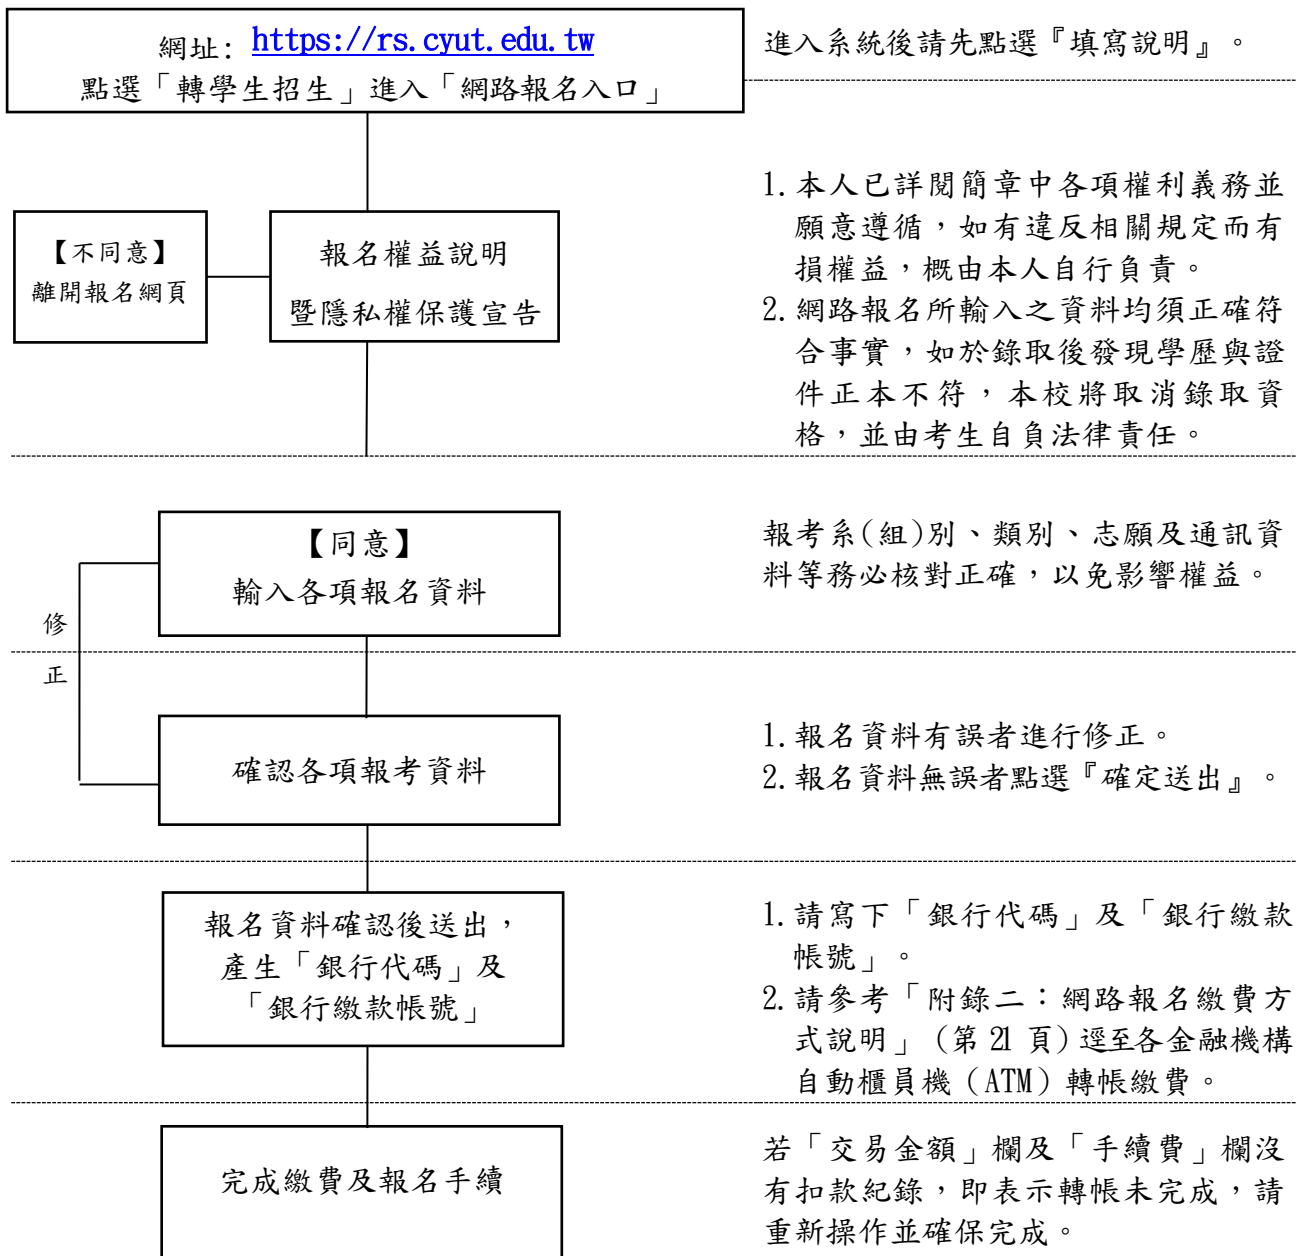 網址: https://rs.cyut.edu.tw
點選「轉學生招生」進入「網路報名入口」
進入系統後請先點選『填寫說明』。
【不同意】
離開報名網頁
報名權益說明
暨隱私權保護宣告
1.本人已詳閱簡章中各項權利義務並
願意遵循，如有違反相關規定而有
損權益，概由本人自行負責。
2.網路報名所輸入之資料均須正確符
合事實，如於錄取後發現學歷與證
件正本不符，本校將取消錄取資
格，並由考生自負法律責任。
【同意】
輸入各項報名資料
報考系(組)別、類別、志願及通訊資
料等務必核對正確，以免影響權益。
修
正
確認各項報考資料
1.報名資料有誤者進行修正。
2.報名資料無誤者點選『確定送出』。
報名資料確認後送出，
產生「銀行代碼」及
「銀行繳款帳號」
1.請寫下「銀行代碼」及「銀行繳款
帳號」。
2.請參考「附錄二：網路報名繳費方
式說明」(第 21 頁)逕至各金融機構
自動櫃員機（ATM）轉帳繳費。
完成繳費及報名手續
若「交易金額」欄及「手續費」欄沒
有扣款紀錄，即表示轉帳未完成，請
重新操作並確保完成。